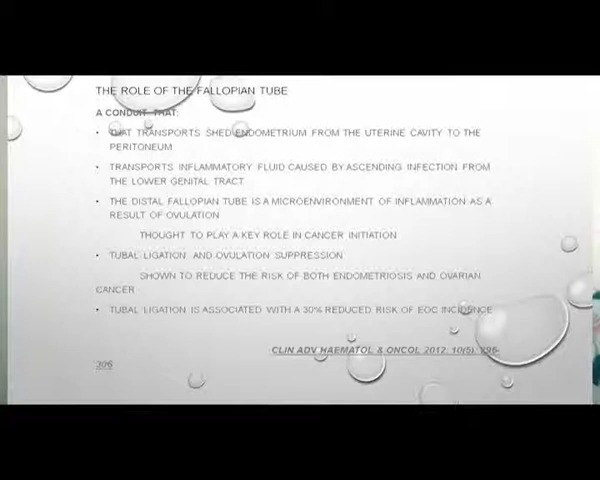 THE ROLE OF THE FALLOPIAN TUBE
A CONDUIT THAT:
• THAT TRANSPORTS SHED ENDOMETRIUM FROM THE UTERINE CAVITY TO THE
PERITONEUM
• TRANSPORTS INFLAMMATORY FLUID CAUSED BY ASCENDING INFECTION FROM
THE LOWER GENITAL TRACT
• THE DISTAL FALLOPIAN TUBE IS A MICROENVIRONMENT OF INFLAMMATION AS A
RESULT OF OVULATION
THOUGHT TO PLAY A KEY ROLE IN CANCER INITIATION
• TUBAL LIGATION AND OVULATION SUPPRESSION
SHOWN TO REDUCE THE RISK OF BOTH ENDOMETRIOSIS AND OVARIAN
CANCER
• TUBAL LIGATION IS ASSOCIATED WITH A 30% REDUCED RISK OF EOC INCIDENCE
CLIN ADV HAEMATOL & ONCOL 2012; 10(5),
306